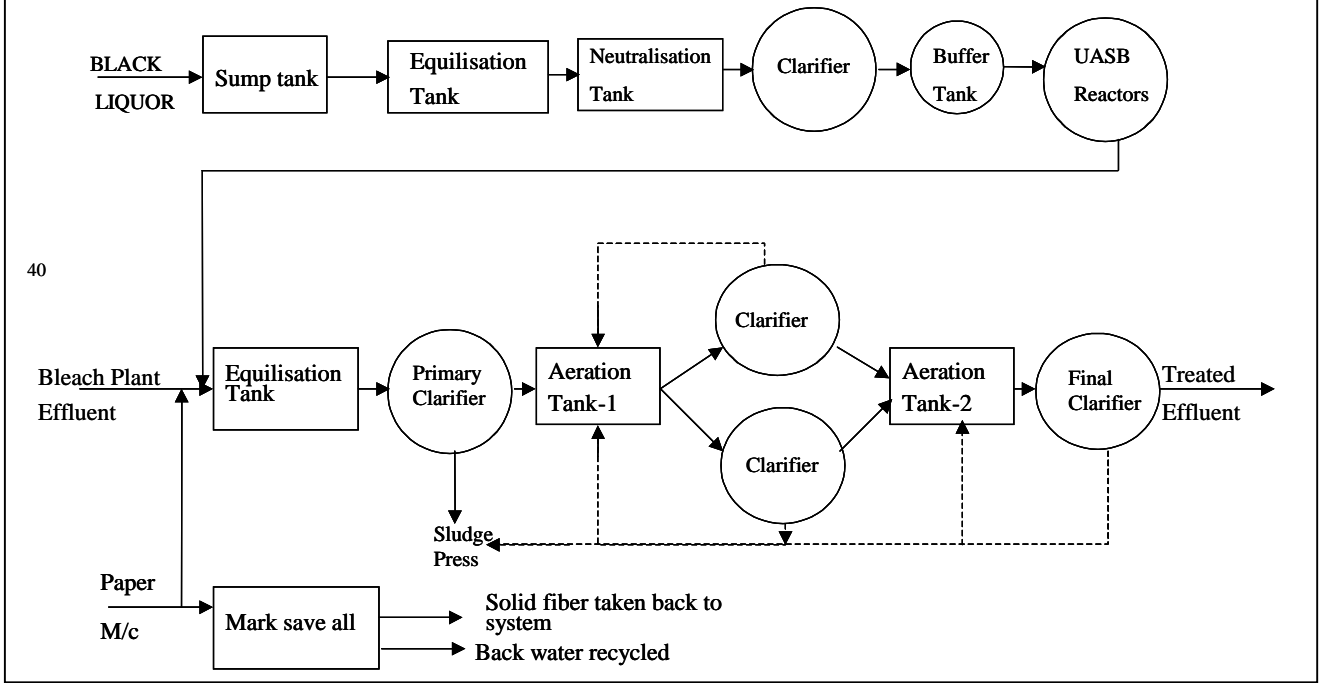 BLACK
LIQUOR
Sump tank
Equilisation
Tank
Neutralisation
Tank
Clarifier
Buffer
Tank
UASB
Reactors
40
Bleach Plant
Effluent
Equilisation
Tank
Primary
Clarifier
Aeration
Tank-1
Clarifier
Clarifier
Aeration
Tank-2
Final
Clarifier
Treated
Effluent
Sludge
Press
Paper
M/c
Mark save all
Solid fiber taken back to
system
Back water recycled